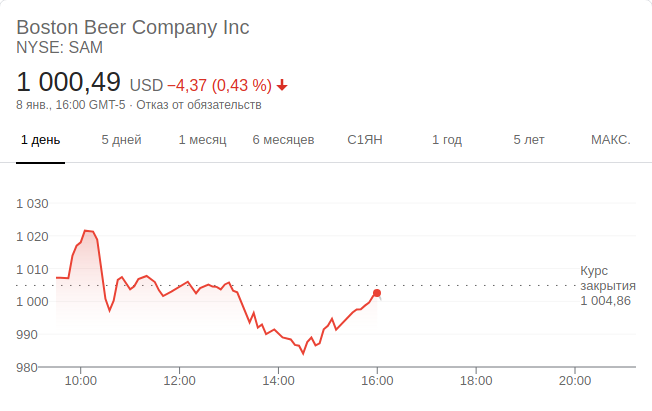 Boston Beer Company Inc
NYSE: SAM
1 000,49 USD −4,37 (0,43 %)
8 янв., 16:00 GMT-5 · Отказ от обязательств
1 день 5 дней 1 месяц 6 месяцев С1ЯН 1 год 5 лет МАКС.
1 030
1 020
1 010
Курс
закрытия
1 004,86
1 000
990
980
10:00 12:00 14:00 16:00 18:00 20:00